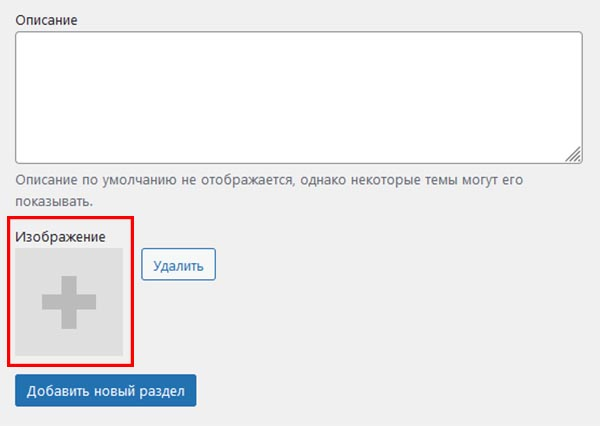 Описание
Описание по умолчанию не отображается, однако некоторые темы могут его
показывать.
Изображение
Удалить
Добавить новый раздел